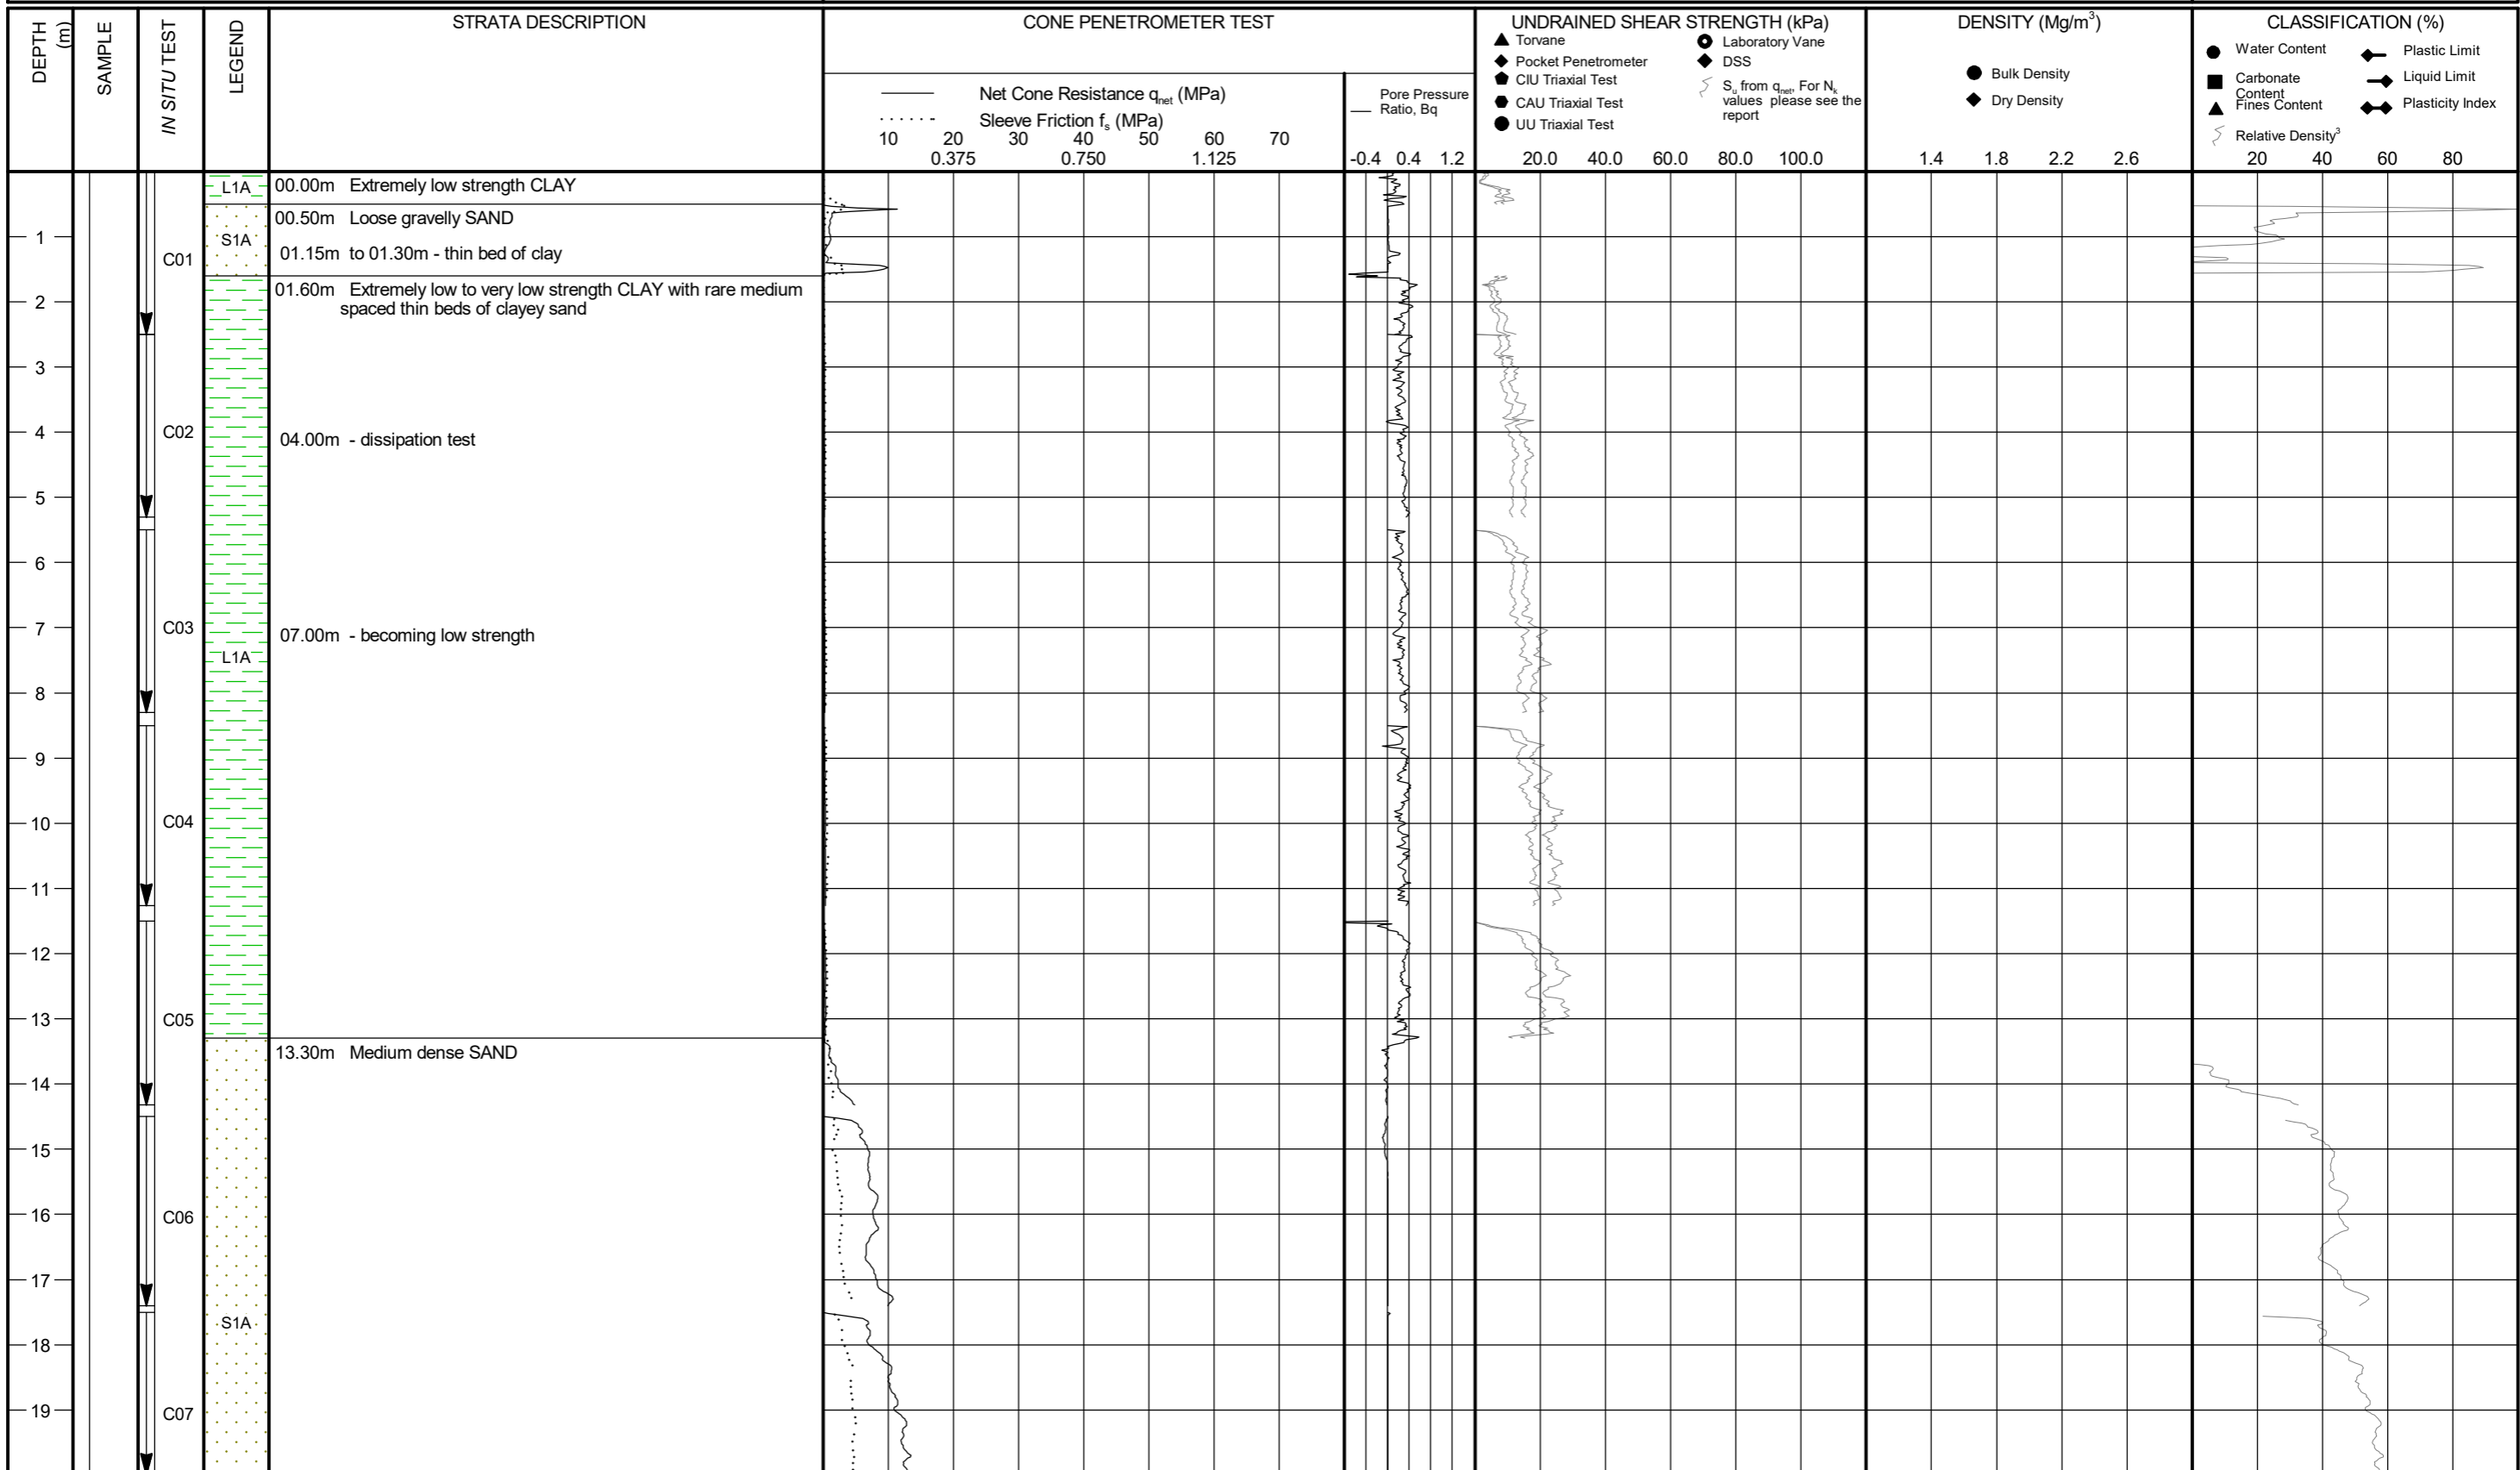 DEPTH (m)
SAMPLE
IN SITU TEST
LEGEND
STRATA DESCRIPTION
CONE PENETROMETER TEST
Net Cone Resistance qnet (MPa)
Sleeve Friction fs (MPa)
10 20 30 40 50 60 70
0.375 0.750 1.125
Pore Pressure
Ratio, Bq
-0.4 0.4 1.2
UNDRAINED SHEAR STRENGTH (kPa)
Torvane
Pocket Penetrometer
CIU Triaxial Test
CAU Triaxial Test
UU Triaxial Test
Laboratory Vane
DSS
Su from qnet, For Nk
values please see the
report
20.0 40.0 60.0 80.0 100.0
DENSITY (Mg/m³)
Bulk Density
Dry Density
1.4 1.8 2.2 2.6
CLASSIFICATION (%)
Water Content
Carbonate
Content
Fines Content
Relative Density³
Plastic Limit
Liquid Limit
Plasticity Index
20 40 60 80
L1A
00.00m Extremely low strength CLAY
00.50m Loose gravelly SAND
1
S1A
01.15m to 01.30m - thin bed of clay
C01
01.60m Extremely low to very low strength CLAY with rare medium
spaced thin beds of clayey sand
2
3
4
C02
04.00m - dissipation test
5
6
7
C03
07.00m - becoming low strength
L1A
8
9
10
C04
11
12
13
C05
13.30m Medium dense SAND
14
15
16
C06
17
S1A
18
19
C07